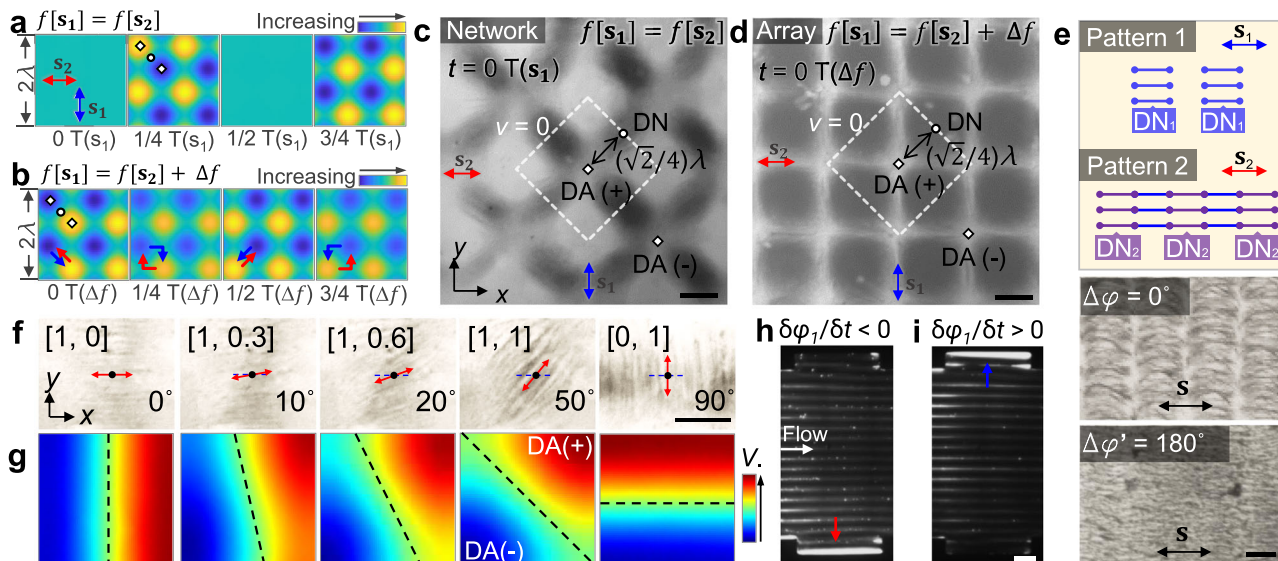 a f[s₁] = f[s₂]
Increasing
2λ
s₂
s₁
0 T(s₁) 1/4 T(s₁) 1/2 T(s₁) 3/4 T(s₁)
b f[s₁] = f[s₂] + Δf
Increasing
2λ
0 T(Δf) 1/4 T(Δf) 1/2 T(Δf) 3/4 T(Δf)
c Network f[s₁] = f[s₂]
t = 0 T(s₁)
v = 0
DN
s₂
(√2/4)λ
DA (+)
DA (-)
y
x
s₁
d Array f[s₁] = f[s₂] + Δf
t = 0 T(Δf)
v = 0
DN
s₂
(√2/4)λ
DA (+)
DA (-)
s₁
e
Pattern 1 s₁
DN₁ DN₁
Pattern 2 s₂
DN₂ DN₂ DN₂
Δφ = 0°
s
Δφ' = 180°
s
f [1, 0] [1, 0.3] [1, 0.6] [1, 1] [0, 1]
y
x
0° 10° 20° 50° 90°
g
DA(+)
DA(-)
V.
h δφ₁/δt < 0
Flow
i δφ₁/δt > 0